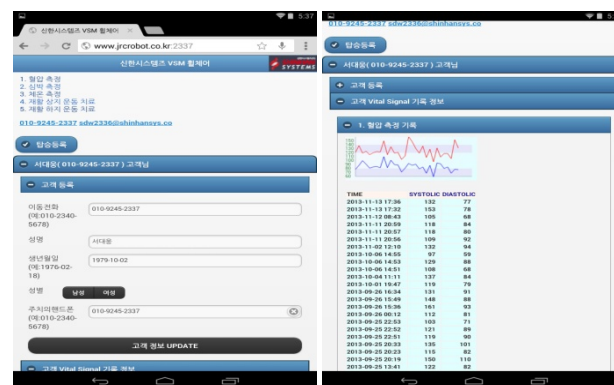 5:37
신한시스템즈 VSM 휠체어
www.jrcrobot.co.kr:2337
신한시스템즈 VSM 휠체어
SYSTEMS
1. 혈압 측정
2. 심박 측정
3. 체온 측정
4. 재활 상지 운동 치료
5. 재활 하지 운동 치료
010-9245-2337 sdw2336@shinhansys.co
탑승등록
서대웅( 010-9245-2337 ) 고객님
고객 등록
이동전화
(예:010-2340-
5678)
010-9245-2337
성명
서대웅
생년월일
(예:1976-02-
18)
1979-10-02
성별
남성 여성
주치의핸드폰
(예:010-2340-
5678)
010-9245-2337
고객 정보 UPDATE
고객 Vital Signal 기록 정보
010-9245-2337 sdw2336@shinhansys.co
탑승등록
서대웅( 010-9245-2337 ) 고객님
고객 등록
고객 Vital Signal 기록 정보
1. 혈압 측정 기록
TIME SYSTOLIC DIASTOLIC
2013-11-13 17:36 132 77
2013-11-13 17:32 153 78
2013-11-12 08:43 105 68
2013-11-11 20:59 118 84
2013-11-11 20:57 118 80
2013-11-11 20:56 109 92
2013-11-02 12:10 132 94
2013-10-06 14:55 97 59
2013-10-06 14:53 129 88
2013-10-06 14:51 108 68
2013-10-04 11:11 137 84
2013-10-01 19:47 119 79
2013-09-26 16:34 131 91
2013-09-26 15:49 148 88
2013-09-26 15:36 161 93
2013-09-26 00:12 112 81
2013-09-25 22:53 103 71
2013-09-25 22:52 121 89
2013-09-25 22:51 119 90
2013-09-25 20:33 135 101
2013-09-25 20:23 115 82
2013-09-25 20:19 150 110
2013-09-25 13:41 122 82